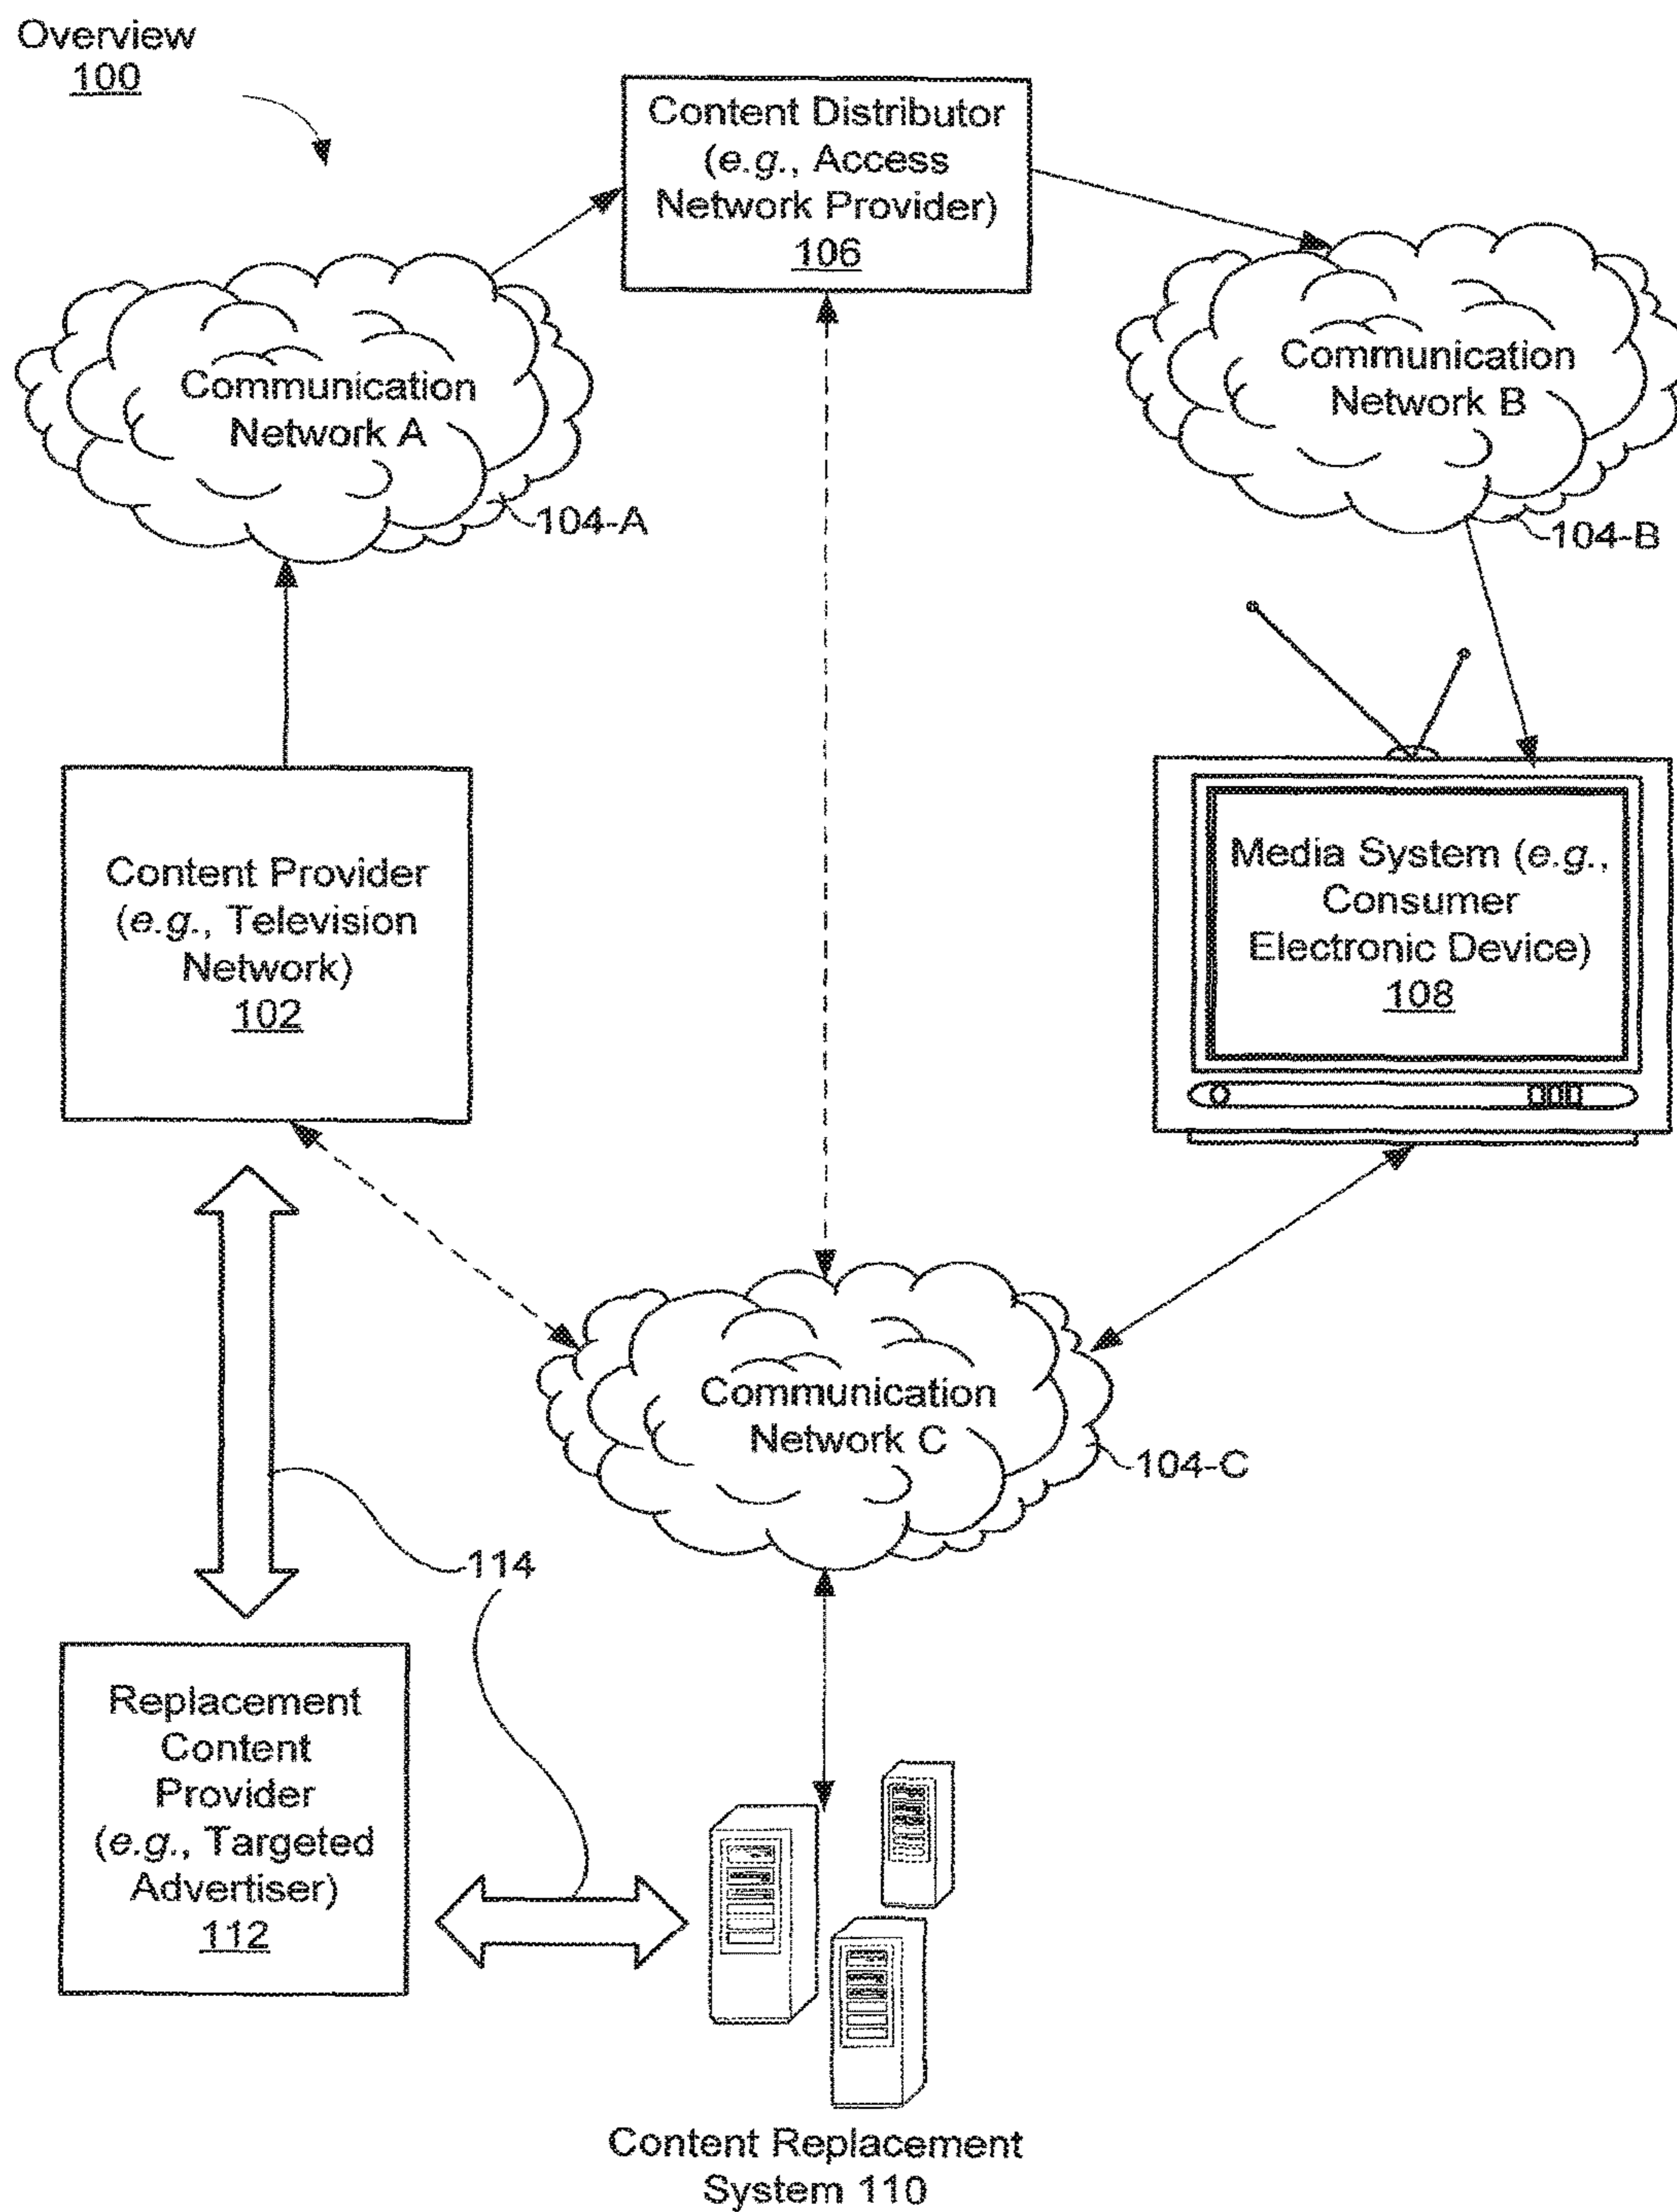 Overview
100
Content Distributor
(e.g., Access
Network Provider)
106
Communication
Network A
104-A
Communication
Network B
104-B
Content Provider
(e.g., Television
Network)
102
Media System (e.g.,
Consumer
Electronic Device)
108
Communication
Network C
104-C
114
Replacement
Content
Provider
(e.g., Targeted
Advertiser)
112
Content Replacement
System 110